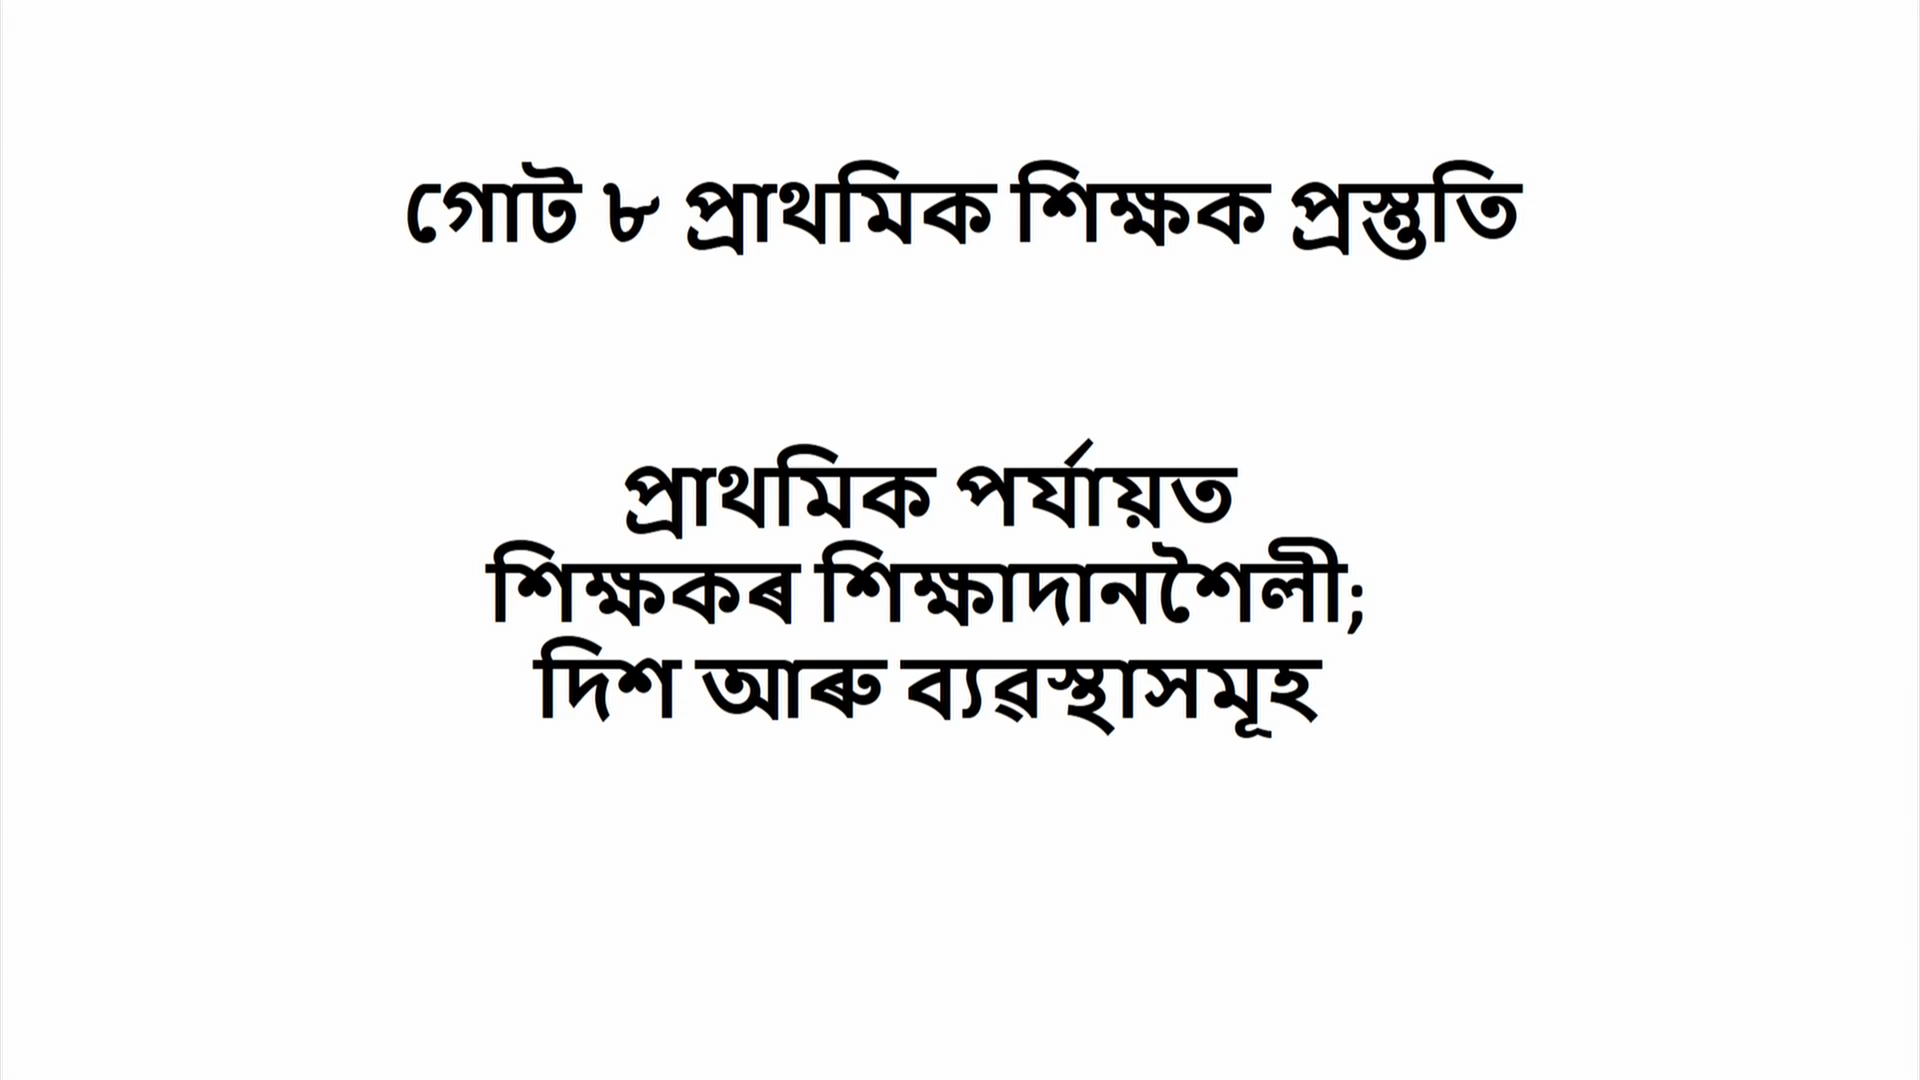 গোট ৮ প্ৰাথমিক শিক্ষক প্ৰস্তুতি
প্ৰাথমিক পৰ্যায়ত
শিক্ষকৰ শিক্ষাদানশৈলী;
দিশ আৰু ব্যৱস্থাসমূহ